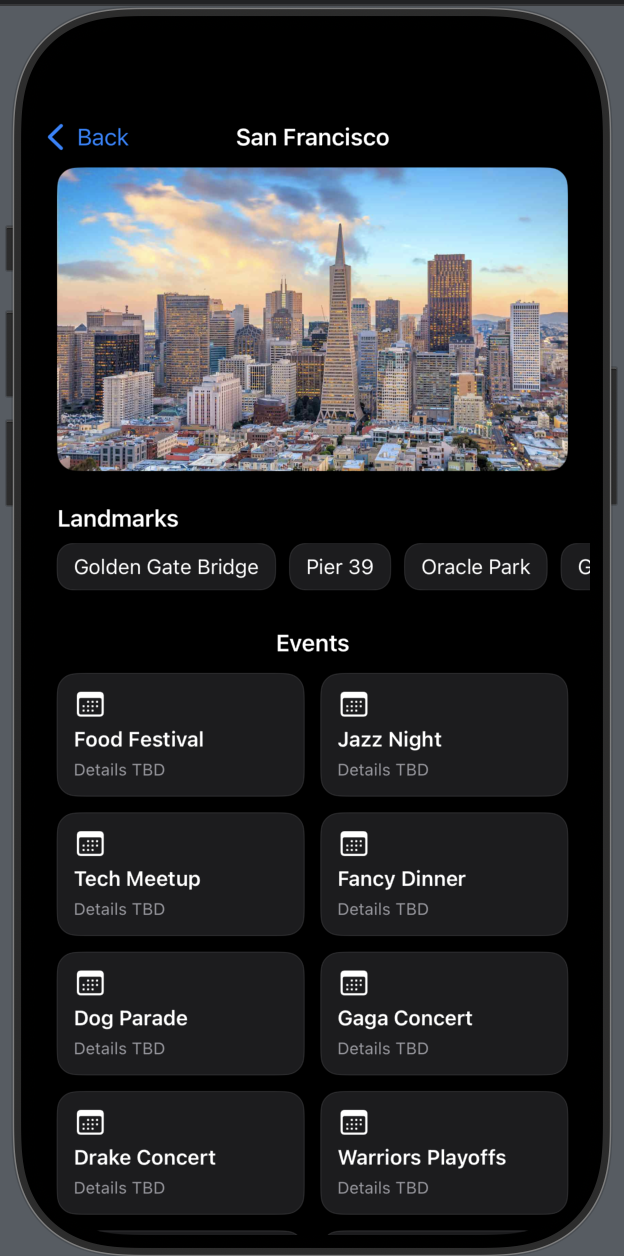 Back
San Francisco
Landmarks
Golden Gate Bridge
Pier 39
Oracle Park
G
Events
Food Festival
Details TBD
Jazz Night
Details TBD
Tech Meetup
Details TBD
Fancy Dinner
Details TBD
Dog Parade
Details TBD
Gaga Concert
Details TBD
Drake Concert
Details TBD
Warriors Playoffs
Details TBD